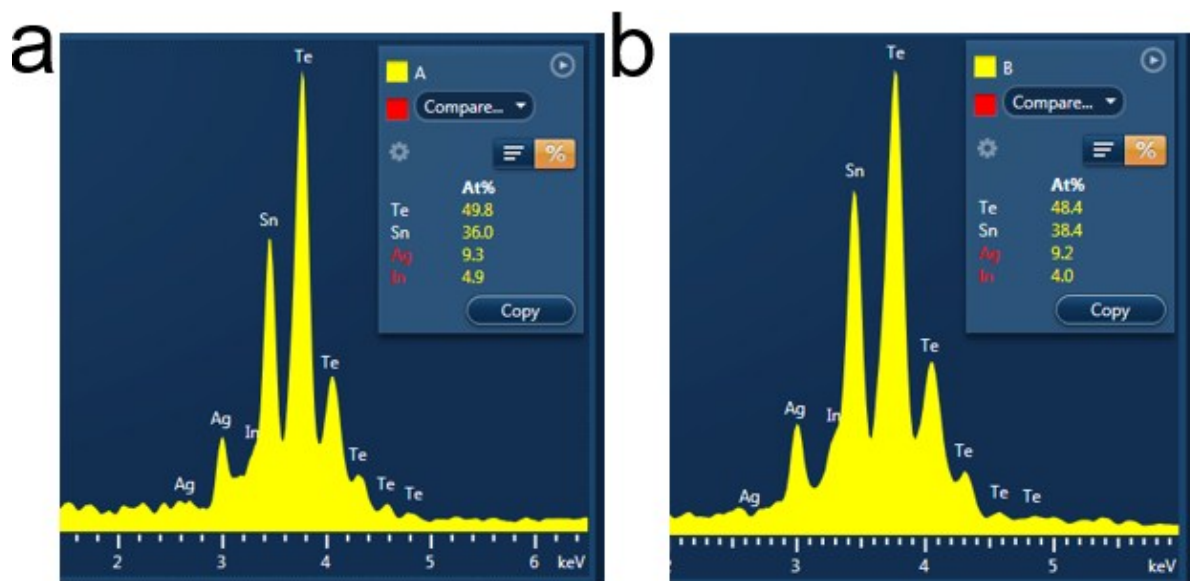 a
Te
Sn
Te
Ag
In
Te
Ag
Te
Te
2
3
4
5
6
keV
A
Compare...
%
At%
Te 49.8
Sn 36.0
Ag 9.3
In 4.9
Copy
b
Te
Sn
Te
Ag
In
Te
Ag
Te
Te
3
4
5
keV
B
Compare...
%
At%
Te 48.4
Sn 38.4
Ag 9.2
In 4.0
Copy